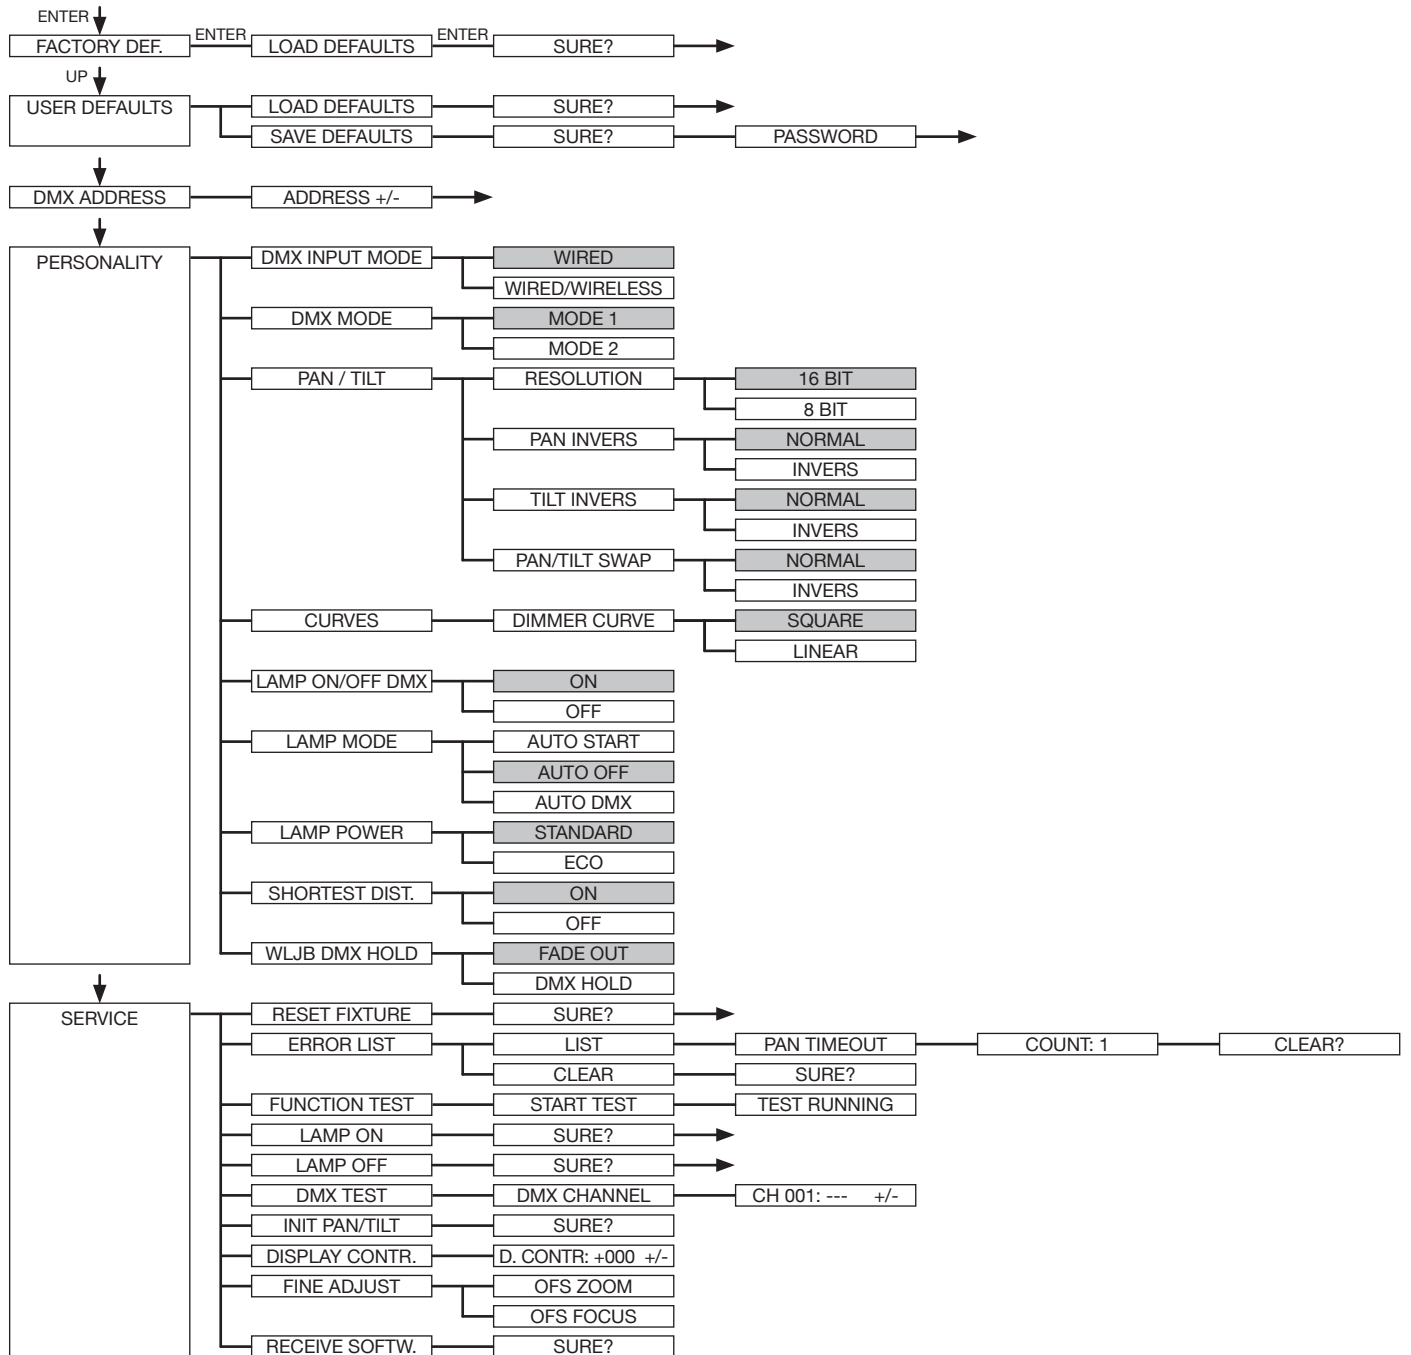 ENTER
FACTORY DEF. ENTER LOAD DEFAULTS ENTER SURE?
UP
USER DEFAULTS LOAD DEFAULTS SURE?
SAVE DEFAULTS SURE? PASSWORD
DMX ADDRESS ADDRESS +/-
PERSONALITY DMX INPUT MODE WIRED
WIRED/WIRELESS
DMX MODE MODE 1
MODE 2
PAN / TILT RESOLUTION 16 BIT
8 BIT
PAN INVERS NORMAL
INVERS
TILT INVERS NORMAL
INVERS
PAN/TILT SWAP NORMAL
INVERS
CURVES DIMMER CURVE SQUARE
LINEAR
LAMP ON/OFF DMX ON
OFF
LAMP MODE AUTO START
AUTO OFF
AUTO DMX
LAMP POWER STANDARD
ECO
SHORTEST DIST. ON
OFF
WLJB DMX HOLD FADE OUT
DMX HOLD
SERVICE RESET FIXTURE SURE?
ERROR LIST LIST PAN TIMEOUT COUNT: 1 CLEAR?
CLEAR SURE?
FUNCTION TEST START TEST TEST RUNNING
LAMP ON SURE?
LAMP OFF SURE?
DMX TEST DMX CHANNEL CH 001: --- +/-
INIT PAN/TILT SURE?
DISPLAY CONTR. D. CONTR: +000 +/-
FINE ADJUST OFS ZOOM
OFS FOCUS
RECEIVE SOFTW. SURE?